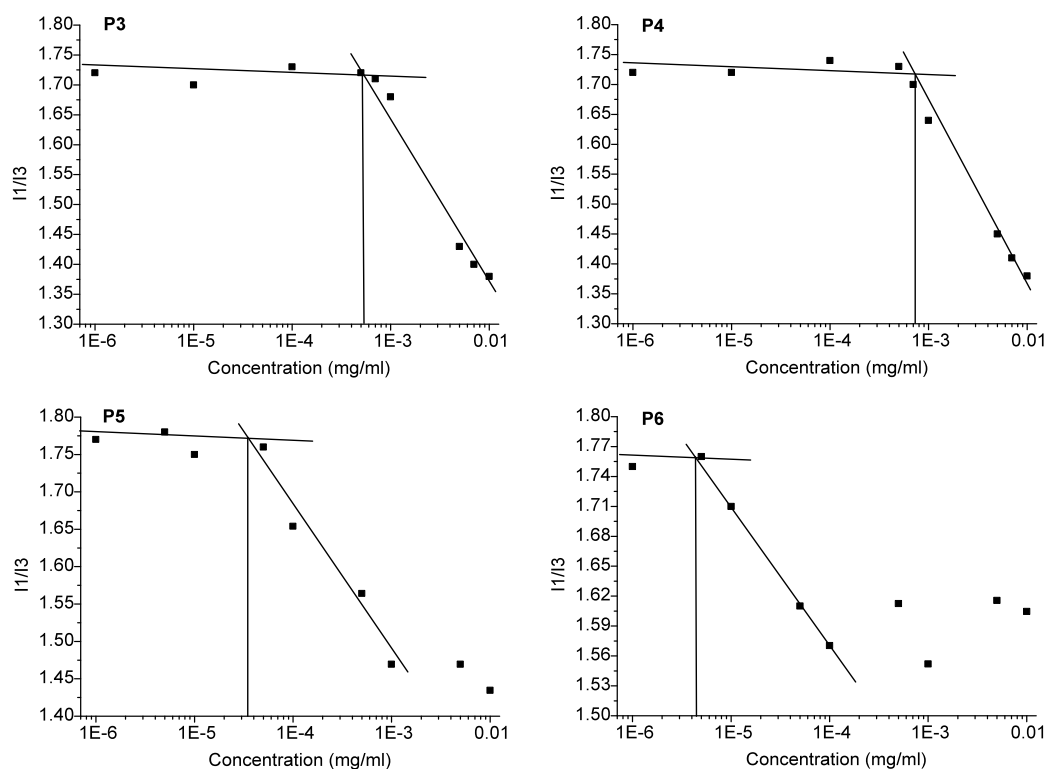 P3
1.80
1.75
1.70
1.65
1.60
1.55
1.50
1.45
1.40
1.35
1.30
I1/I3
1E-6 1E-5 1E-4 1E-3 0.01
Concentration (mg/ml)
P4
1.80
1.75
1.70
1.65
1.60
1.55
1.50
1.45
1.40
1.35
1.30
I1/I3
1E-6 1E-5 1E-4 1E-3 0.01
Concentration (mg/ml)
P5
1.80
1.75
1.70
1.65
1.60
1.55
1.50
1.45
1.40
I1/I3
1E-6 1E-5 1E-4 1E-3 0.01
Concentration (mg/ml)
P6
1.80
1.77
1.74
1.71
1.68
1.65
1.62
1.59
1.56
1.53
1.50
I1/I3
1E-6 1E-5 1E-4 1E-3 0.01
Concentration (mg/ml)